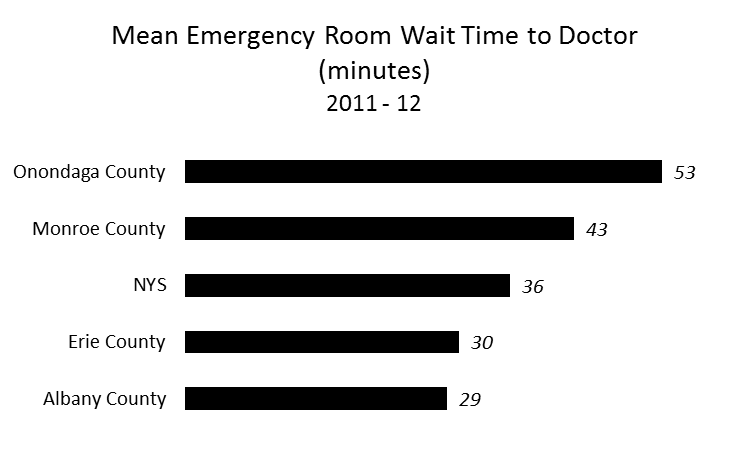 Mean Emergency Room Wait Time to Doctor
(minutes)
2011 - 12
Onondaga County 53
Monroe County 43
NYS 36
Erie County 30
Albany County 29